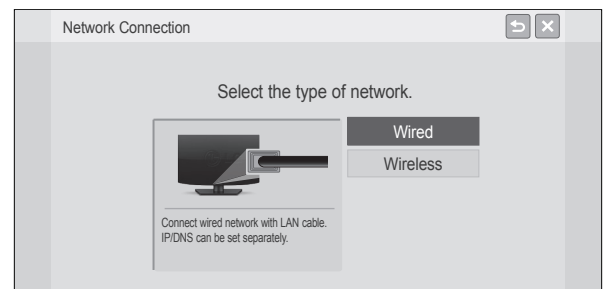 Network Connection
Select the type of network.
Wired
Wireless
Connect wired network with LAN cable.
IP/DNS can be set separately.